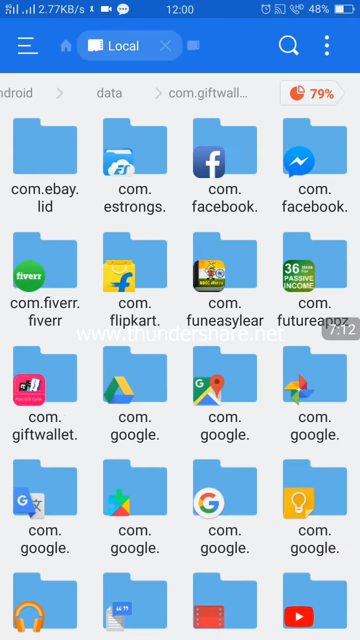 2.77KB/s 12:00 48%
Local
ndroid data com.giftwall... 79%
com.ebay.
lid
com.
estrongs.
com.
facebook.
com.
facebook.
fiverr
36
PASSIVE
INCOME
com.fiverr.
fiverr
com.
flipkart.
com.
funeasylear
com.
futureappz
www.thundershare.net
7:12
com.
giftwallet.
com.
google.
com.
google.
com.
google.
com.
google.
com.
google.
com.
google.
com.
google.